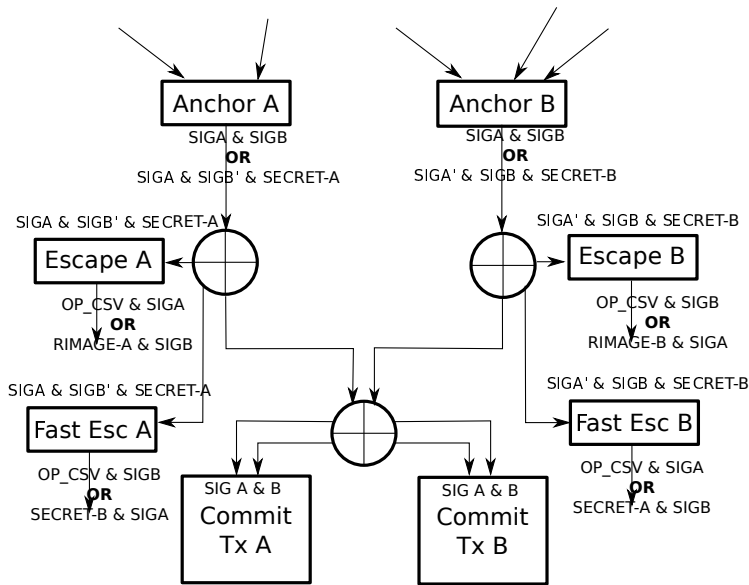 Anchor A
Anchor B
SIGA & SIGB
OR
SIGA & SIGB' & SECRET-A
SIGA & SIGB
OR
SIGA' & SIGB & SECRET-B
SIGA & SIGB' & SECRET-A
Escape A
OP_CSV & SIGA
OR
RIMAGE-A & SIGB
SIGA' & SIGB & SECRET-B
Escape B
OP_CSV & SIGB
OR
RIMAGE-B & SIGA
SIGA & SIGB' & SECRET-A
Fast Esc A
OP_CSV & SIGB
OR
SECRET-B & SIGA
SIGA' & SIGB & SECRET-B
Fast Esc B
OP_CSV & SIGA
OR
SECRET-A & SIGB
SIG A & B
Commit
Tx A
SIG A & B
Commit
Tx B